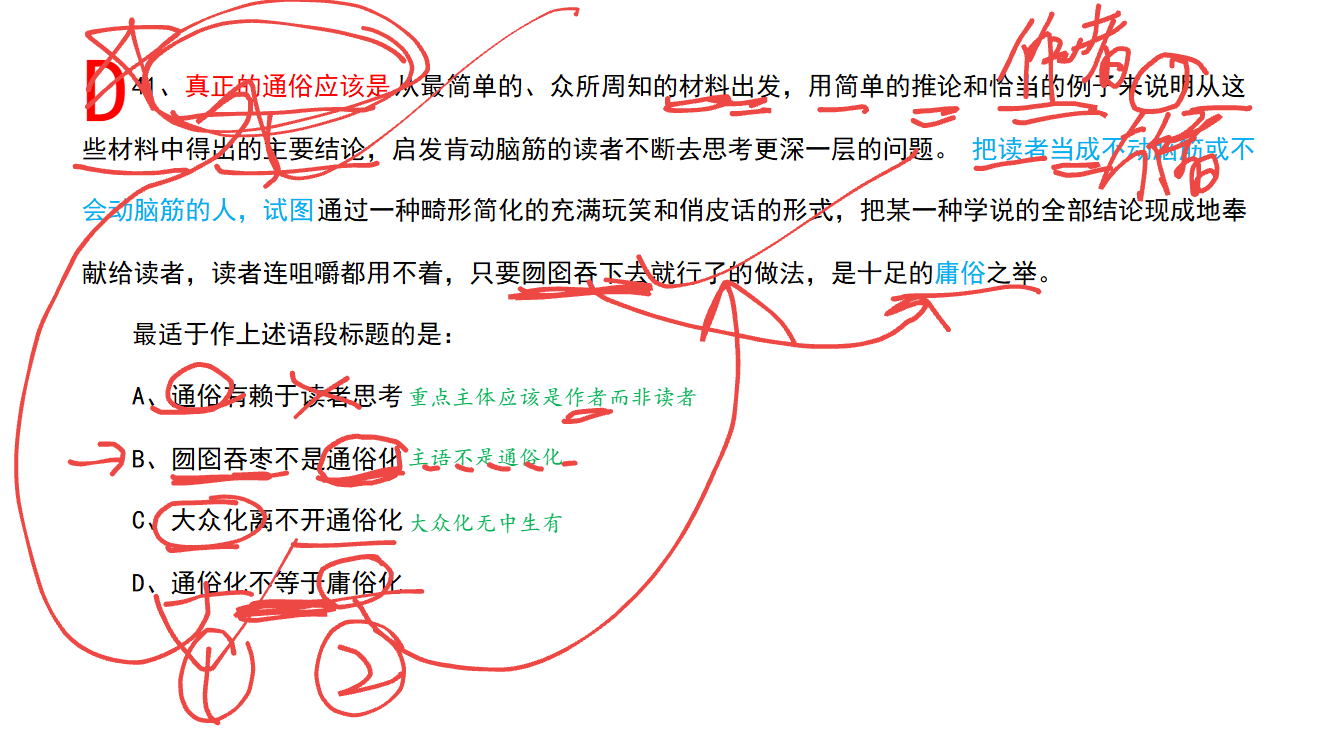 作者
D 41、真正的通俗应该是从最简单的、众所周知的材料出发，用简单的推论和恰当的例子来说明从这
些材料中得出的主要结论，启发肯动脑筋的读者不断去思考更深一层的问题。 把读者当成不动脑筋或不
会动脑筋的人，试图通过一种畸形简化的充满玩笑和俏皮话的形式，把某一种学说的全部结论现成地奉
献给读者，读者连咀嚼都用不着，只要囫囵吞下去就行了的做法，是十足的庸俗之举。
最适于作上述语段标题的是：
A、通俗有赖于读者思考 重点主体应该是作者而非读者
B、囫囵吞枣不是通俗化 主语不是通俗化
C、大众化离不开通俗化 大众化无中生有
D、通俗化不等于庸俗化
1 2